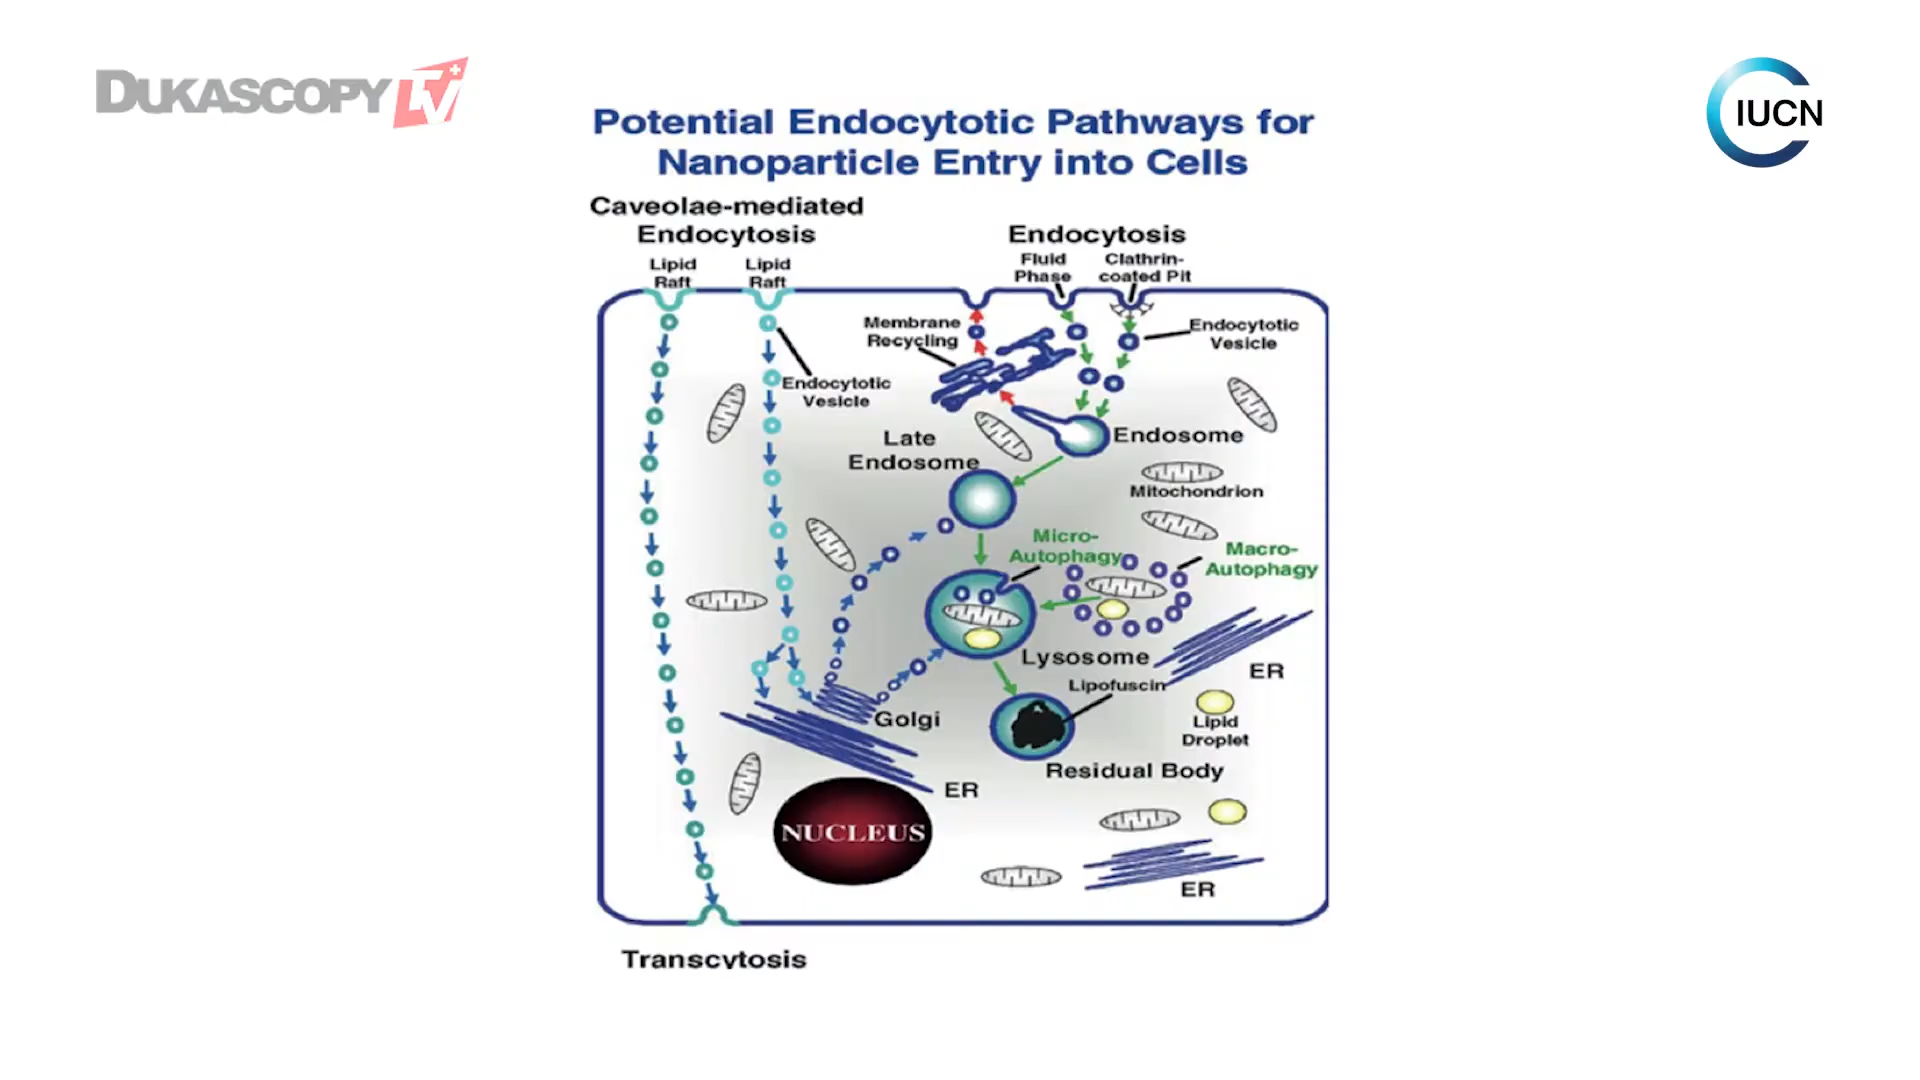 DUKASCOPY TV
IUCN
Potential Endocytotic Pathways for
Nanoparticle Entry into Cells
Caveolae-mediated
Endocytosis
Endocytosis
Lipid
Raft
Lipid
Raft
Fluid
Phase
Clathrin-
coated Pit
Membrane
Recycling
Endocytotic
Vesicle
Endocytotic
Vesicle
Late
Endosome
Endosome
Mitochondrion
Micro-
Autophagy
Macro-
Autophagy
Lysosome
ER
Lipofuscin
Golgi
Lipid
Droplet
Residual Body
ER
NUCLEUS
ER
Transcytosis